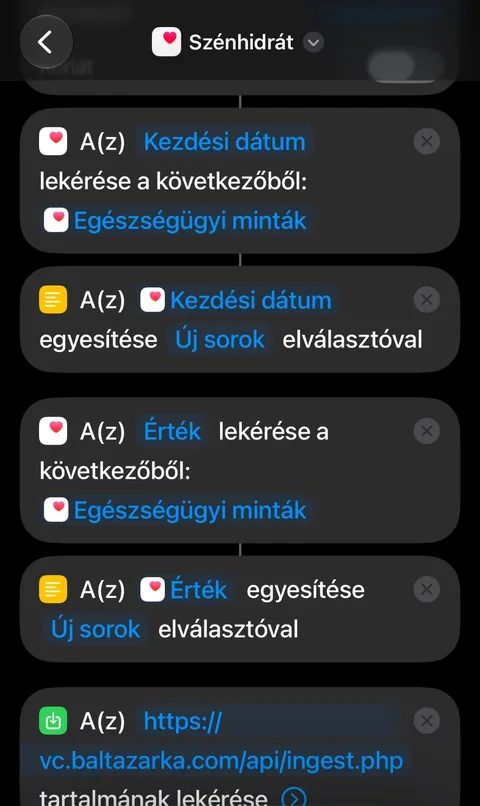 Szénhidrát
A(z) Kezdési dátum
lekérése a következőből:
Egészségügyi minták
A(z) Kezdési dátum
egyesítése Új sorok elválasztóval
A(z) Érték lekérése a
következőből:
Egészségügyi minták
A(z) Érték egyesítése
Új sorok elválasztóval
A(z) https://
vc.baltazarka.com/api/ingest.php
tartalmának lekérése